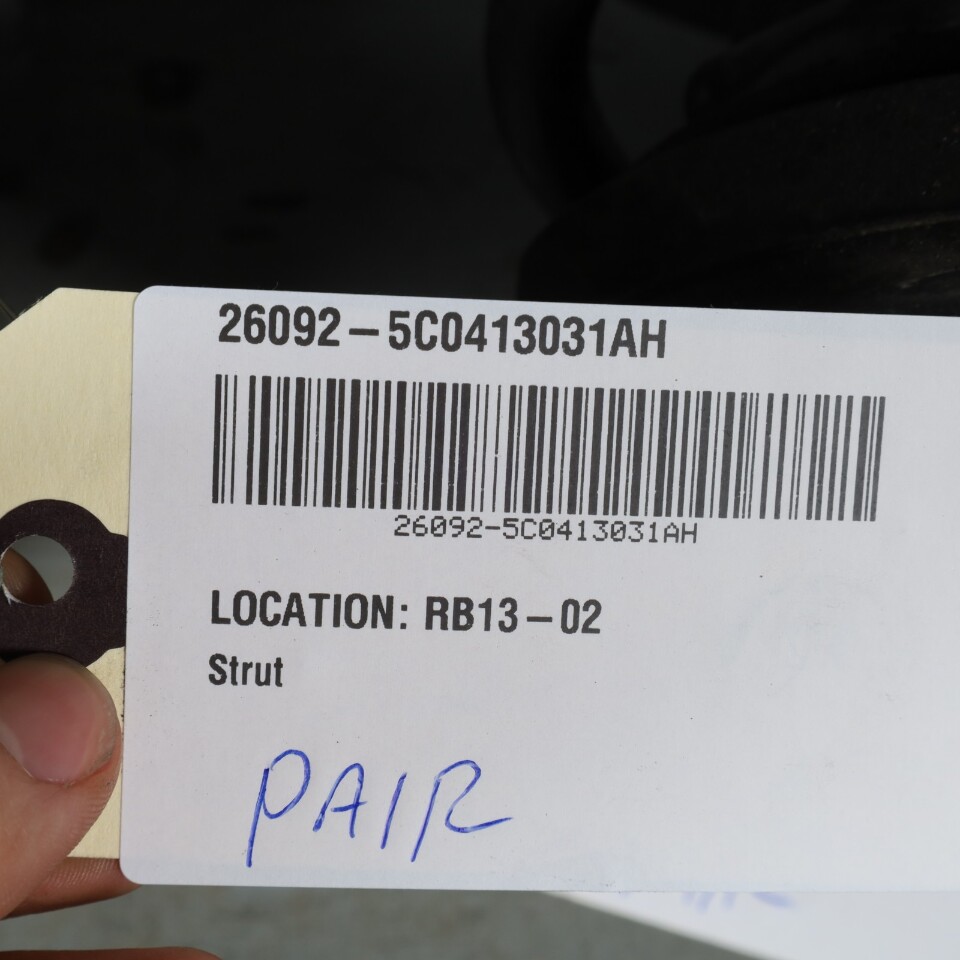 26092-5C0413031AH
26092-5C0413031AH
LOCATION: RB13-02
Strut
PAIR